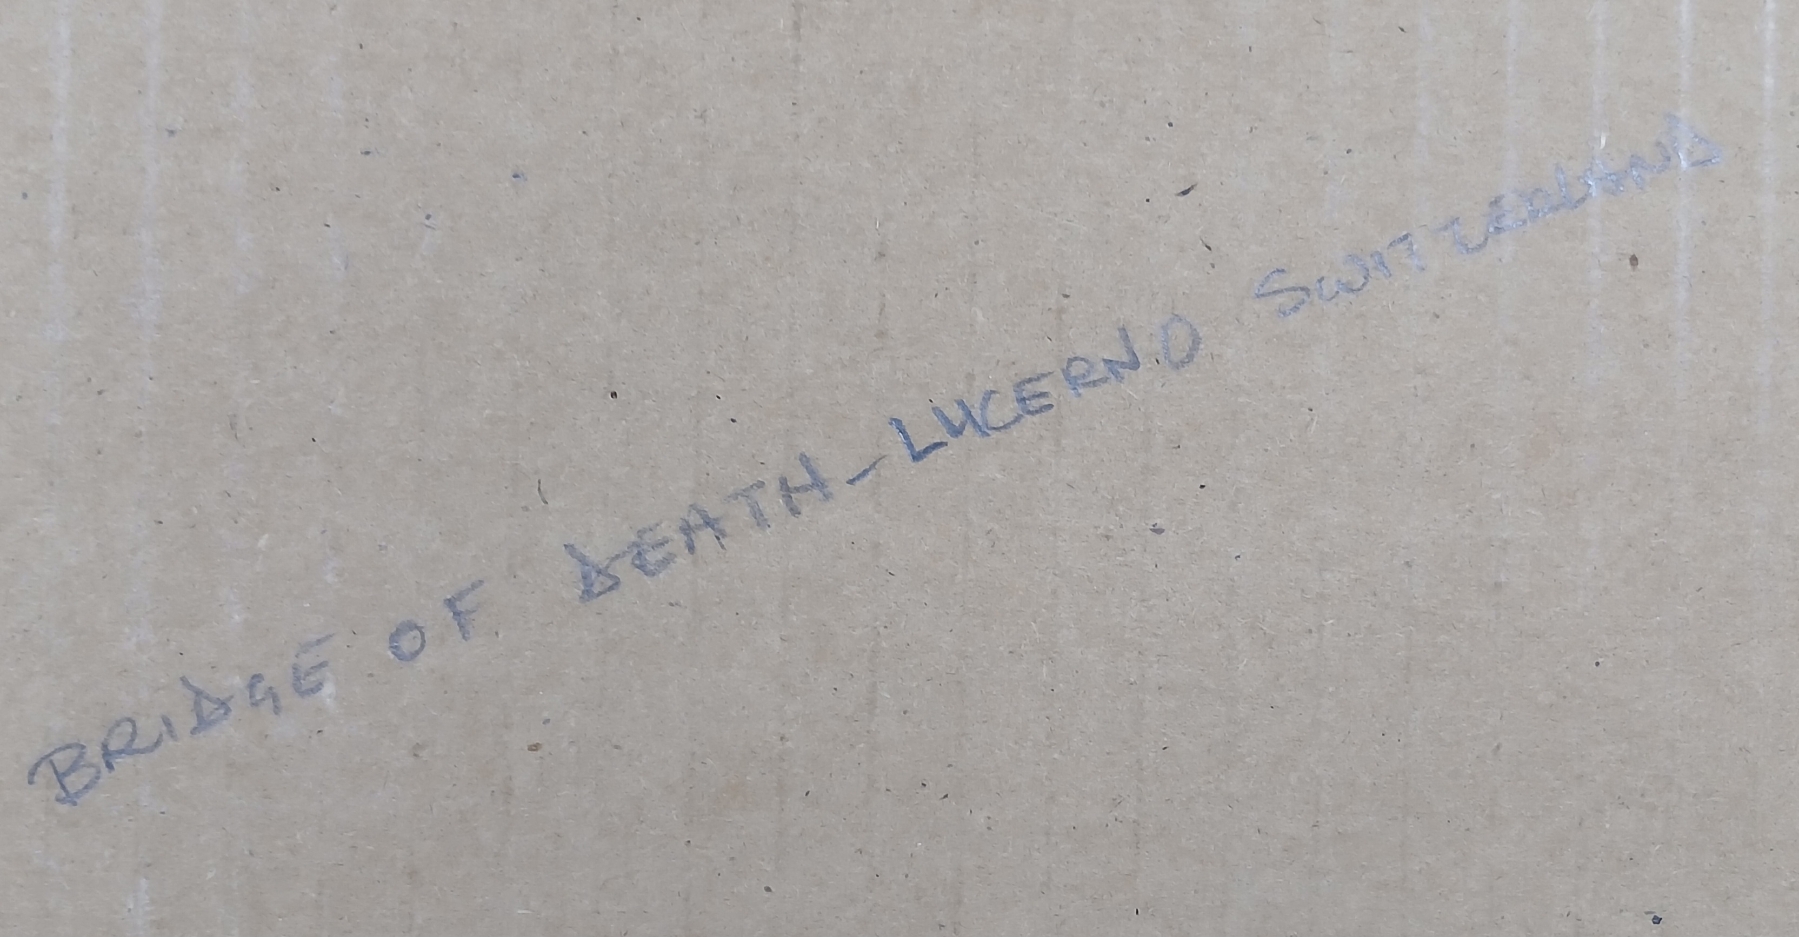 BRIDGE OF DEATH - LUCERNO SWITZERLAND